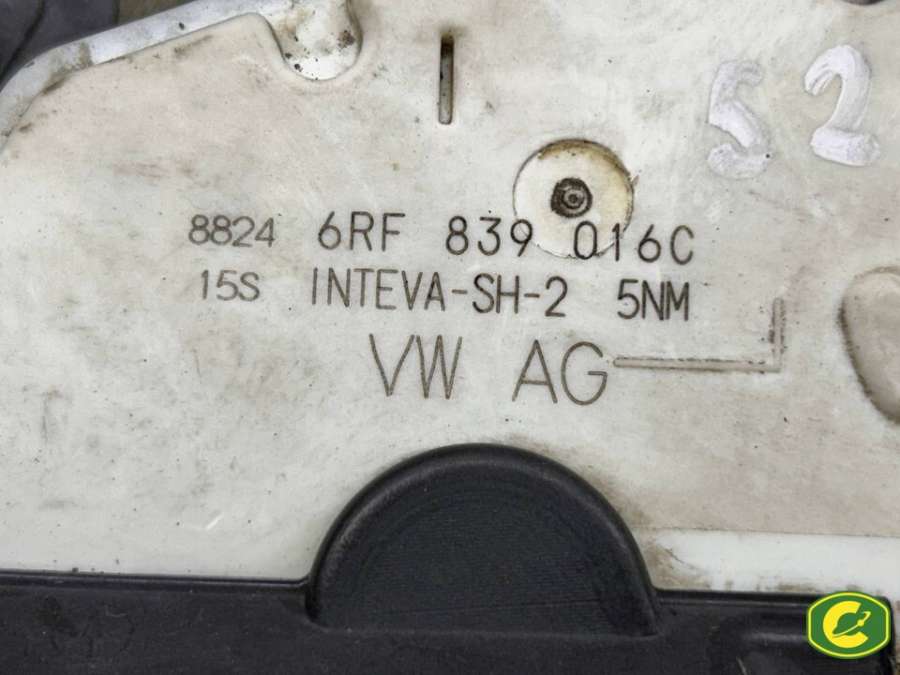 52
8824 6RF 839 016C
15S INTEVA-SH-2 5NM
VW AG